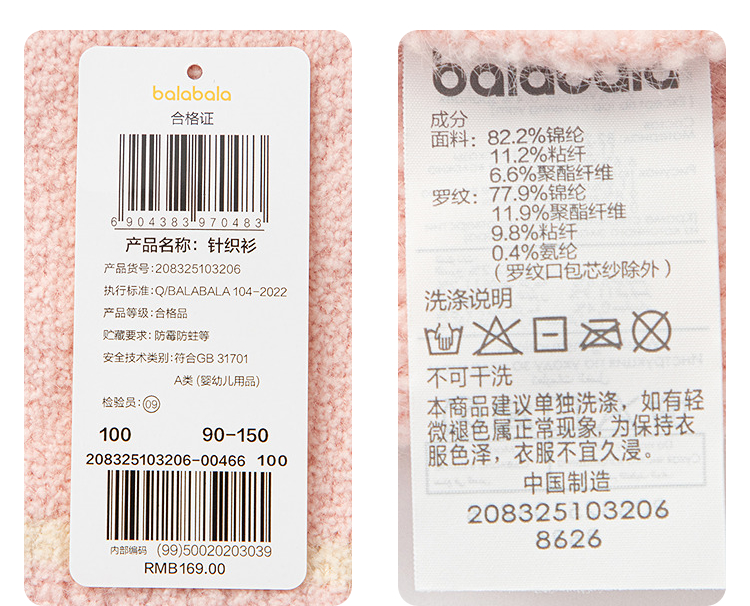 balabala
合格证
6 904383 970483
产品名称：针织衫
产品货号:208325103206
执行标准:Q/BALABALA 104-2022
产品等级:合格品
贮藏要求:防霉防蛀等
安全技术类别:符合GB 31701
A类 (婴幼儿用品)
检验员:09
100 90-150
208325103206-00466 100
内部编码 (99)50020203039
RMB169.00
balabala
成分
面料: 82.2%锦纶
11.2%粘纤
6.6%聚酯纤维
罗纹: 77.9%锦纶
11.9%聚酯纤维
9.8%粘纤
0.4%氨纶
(罗纹口包芯纱除外)
洗涤说明
不可干洗
本商品建议单独洗涤，如有轻
微褪色属正常现象, 为保持衣
服色泽，衣服不宜久浸。
中国制造
208325103206
8626